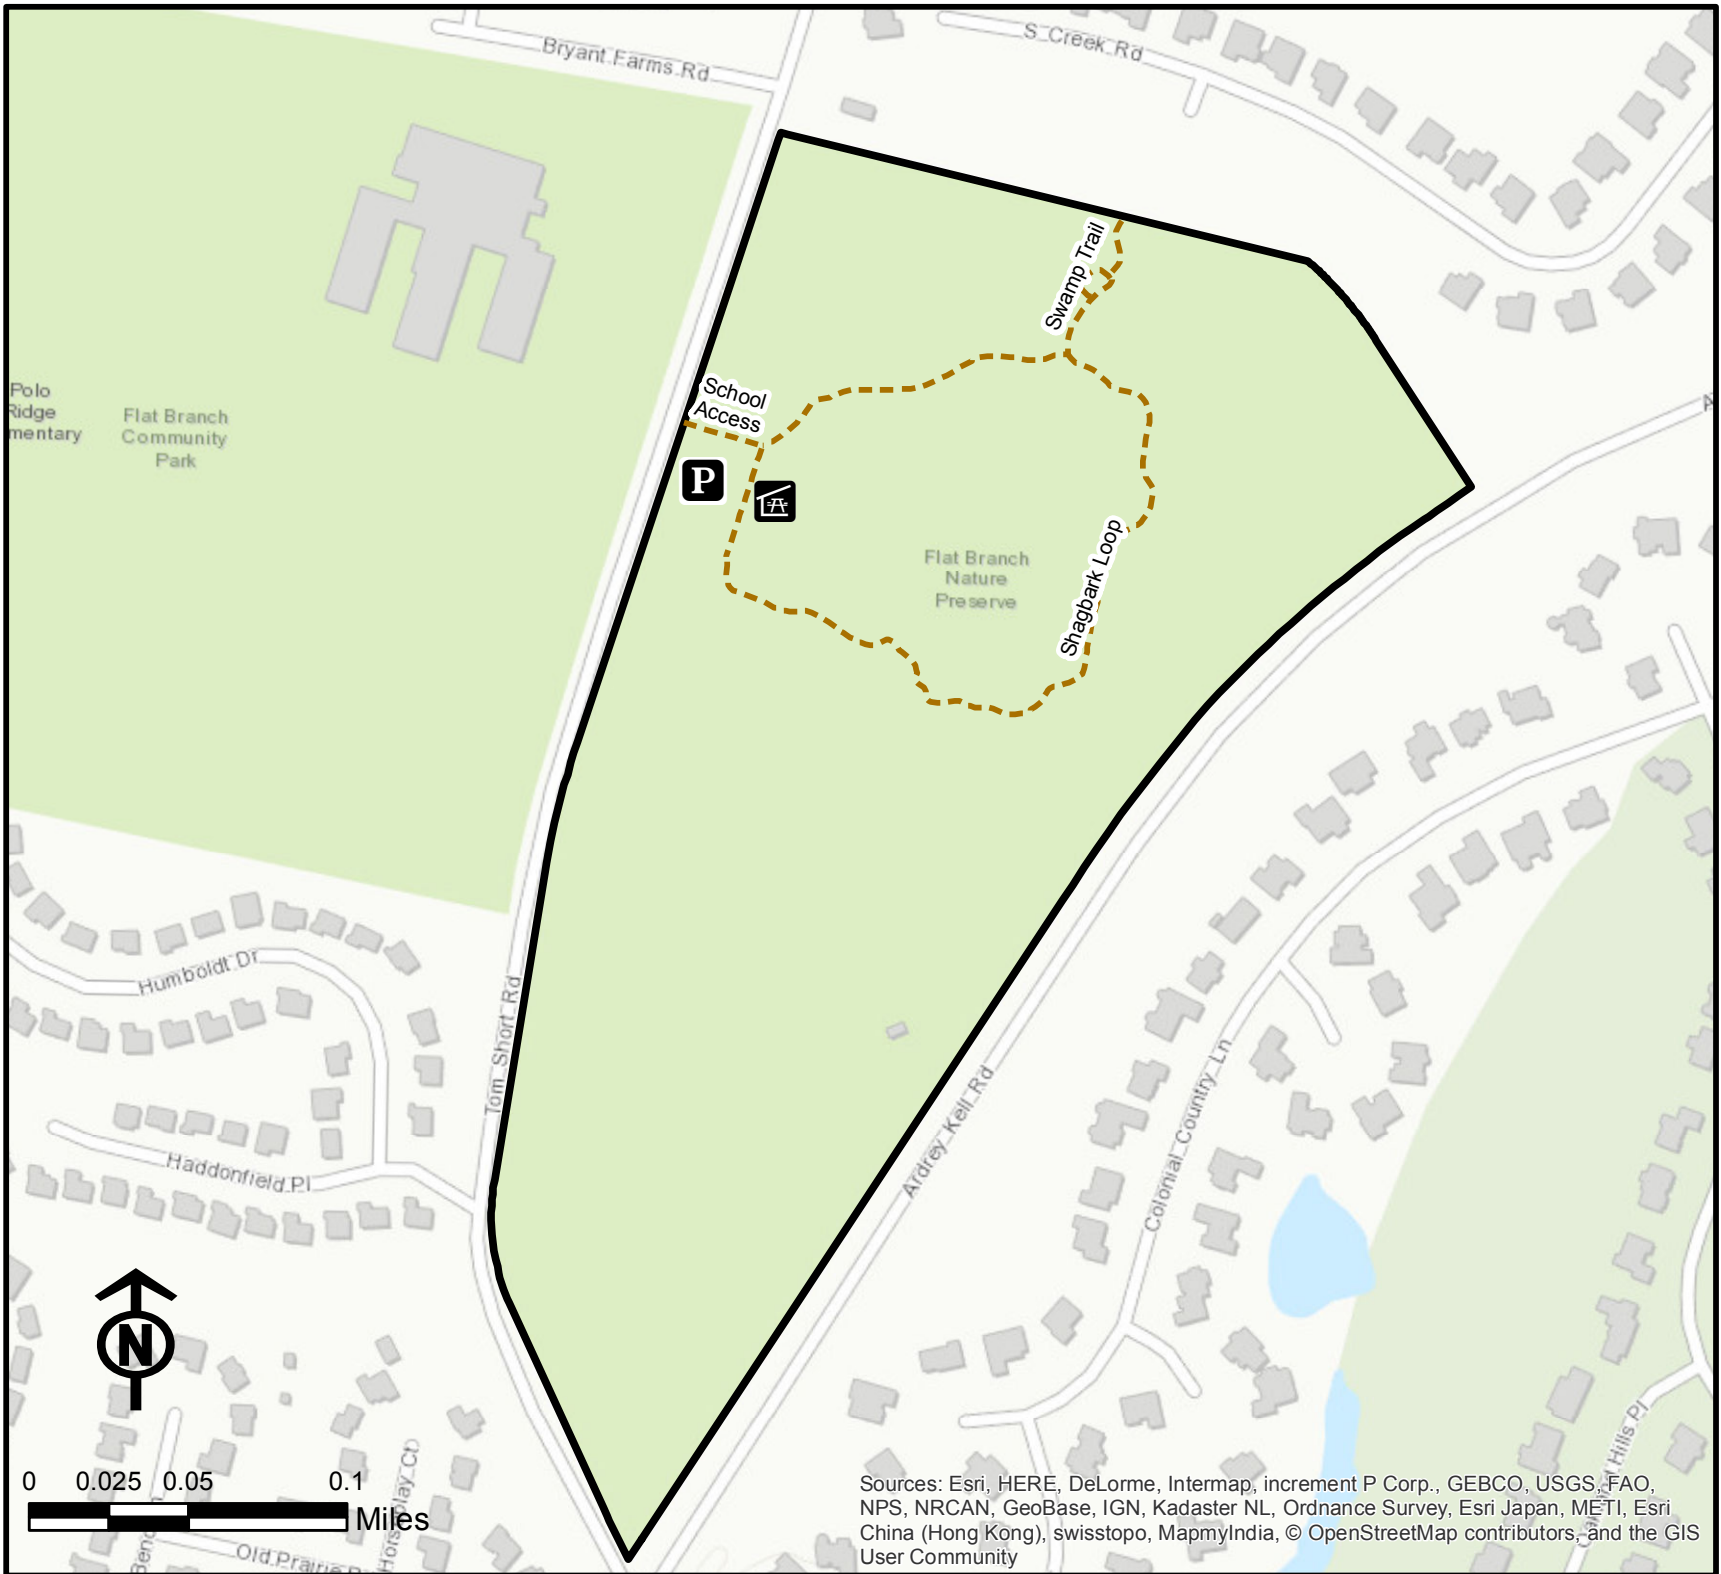 Bryant Farms Rd
S Creek Rd
Swamp Trail
School
Access
Polo
Ridge
mentary
Flat Branch
Community
Park
P
Flat Branch
Nature
Preserve
Shagbark Loop
Humboldt Dr
Tom Short Rd
Haddonfield Pl
Ardrey Kell Rd
Colonial Country Ln
N
0 0.025 0.05 0.1
Miles
Horseplay Ct
Old Prairie
Hills Pl
Sources: Esri, HERE, DeLorme, Intermap, increment P Corp., GEBCO, USGS, FAO,
NPS, NRCAN, GeoBase, IGN, Kadaster NL, Ordnance Survey, Esri Japan, METI, Esri
China (Hong Kong), swisstopo, MapmyIndia, © OpenStreetMap contributors, and the GIS
User Community